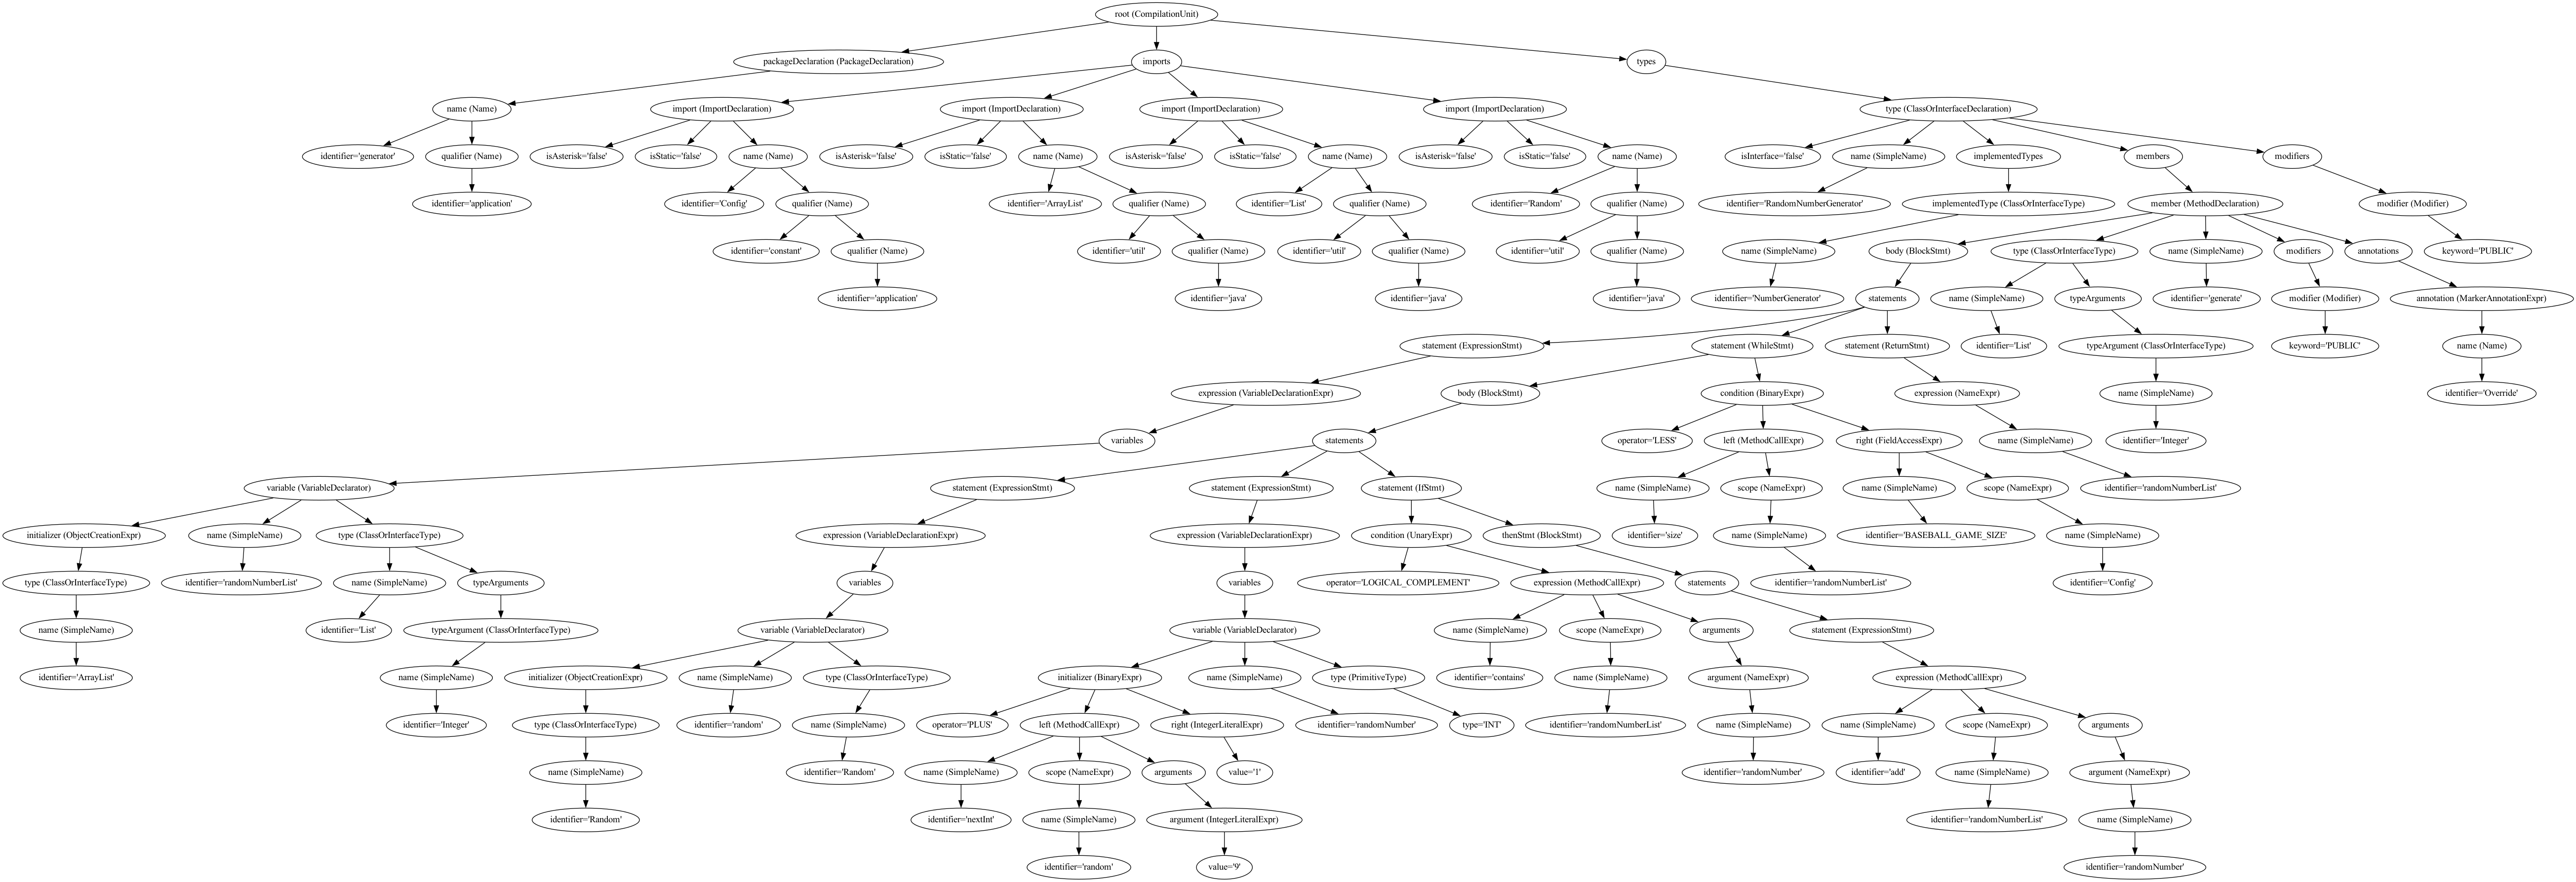 root (CompilationUnit)
packageDeclaration (PackageDeclaration)
imports
types
name (Name)
import (ImportDeclaration)
import (ImportDeclaration)
import (ImportDeclaration)
import (ImportDeclaration)
type (ClassOrInterfaceDeclaration)
identifier='generator'
qualifier (Name)
isAsterisk='false'
isStatic='false'
name (Name)
isAsterisk='false'
isStatic='false'
name (Name)
isAsterisk='false'
isStatic='false'
name (Name)
isAsterisk='false'
isStatic='false'
name (Name)
isInterface='false'
name (SimpleName)
implementedTypes
members
modifiers
identifier='application'
identifier='Config'
qualifier (Name)
identifier='ArrayList'
qualifier (Name)
identifier='List'
qualifier (Name)
identifier='Random'
qualifier (Name)
identifier='RandomNumberGenerator'
implementedType (ClassOrInterfaceType)
member (MethodDeclaration)
modifier (Modifier)
identifier='constant'
qualifier (Name)
identifier='util'
qualifier (Name)
identifier='util'
qualifier (Name)
identifier='util'
qualifier (Name)
name (SimpleName)
body (BlockStmt)
type (ClassOrInterfaceType)
name (SimpleName)
modifiers
annotations
keyword='PUBLIC'
identifier='application'
identifier='java'
identifier='java'
identifier='java'
identifier='NumberGenerator'
statements
name (SimpleName)
typeArguments
identifier='generate'
modifier (Modifier)
annotation (MarkerAnnotationExpr)
statement (ExpressionStmt)
statement (WhileStmt)
statement (ReturnStmt)
identifier='List'
typeArgument (ClassOrInterfaceType)
keyword='PUBLIC'
name (Name)
expression (VariableDeclarationExpr)
body (BlockStmt)
condition (BinaryExpr)
expression (NameExpr)
name (SimpleName)
identifier='Override'
variables
statements
operator='LESS'
left (MethodCallExpr)
right (FieldAccessExpr)
name (SimpleName)
identifier='Integer'
variable (VariableDeclarator)
statement (ExpressionStmt)
statement (ExpressionStmt)
statement (IfStmt)
name (SimpleName)
scope (NameExpr)
name (SimpleName)
scope (NameExpr)
identifier='randomNumberList'
initializer (ObjectCreationExpr)
name (SimpleName)
type (ClassOrInterfaceType)
expression (VariableDeclarationExpr)
expression (VariableDeclarationExpr)
condition (UnaryExpr)
thenStmt (BlockStmt)
identifier='size'
name (SimpleName)
identifier='BASEBALL_GAME_SIZE'
name (SimpleName)
type (ClassOrInterfaceType)
identifier='randomNumberList'
name (SimpleName)
typeArguments
variables
variables
operator='LOGICAL_COMPLEMENT'
expression (MethodCallExpr)
statements
identifier='randomNumberList'
identifier='Config'
name (SimpleName)
identifier='List'
typeArgument (ClassOrInterfaceType)
variable (VariableDeclarator)
variable (VariableDeclarator)
name (SimpleName)
scope (NameExpr)
arguments
statement (ExpressionStmt)
identifier='ArrayList'
name (SimpleName)
initializer (ObjectCreationExpr)
name (SimpleName)
type (ClassOrInterfaceType)
initializer (BinaryExpr)
name (SimpleName)
type (PrimitiveType)
identifier='contains'
name (SimpleName)
argument (NameExpr)
expression (MethodCallExpr)
identifier='Integer'
type (ClassOrInterfaceType)
identifier='random'
name (SimpleName)
operator='PLUS'
left (MethodCallExpr)
right (IntegerLiteralExpr)
identifier='randomNumber'
type='INT'
identifier='randomNumberList'
name (SimpleName)
name (SimpleName)
scope (NameExpr)
arguments
name (SimpleName)
identifier='Random'
name (SimpleName)
scope (NameExpr)
arguments
value='1'
identifier='randomNumber'
identifier='add'
name (SimpleName)
argument (NameExpr)
identifier='Random'
identifier='nextInt'
name (SimpleName)
argument (IntegerLiteralExpr)
identifier='randomNumberList'
name (SimpleName)
identifier='random'
value='9'
identifier='randomNumber'